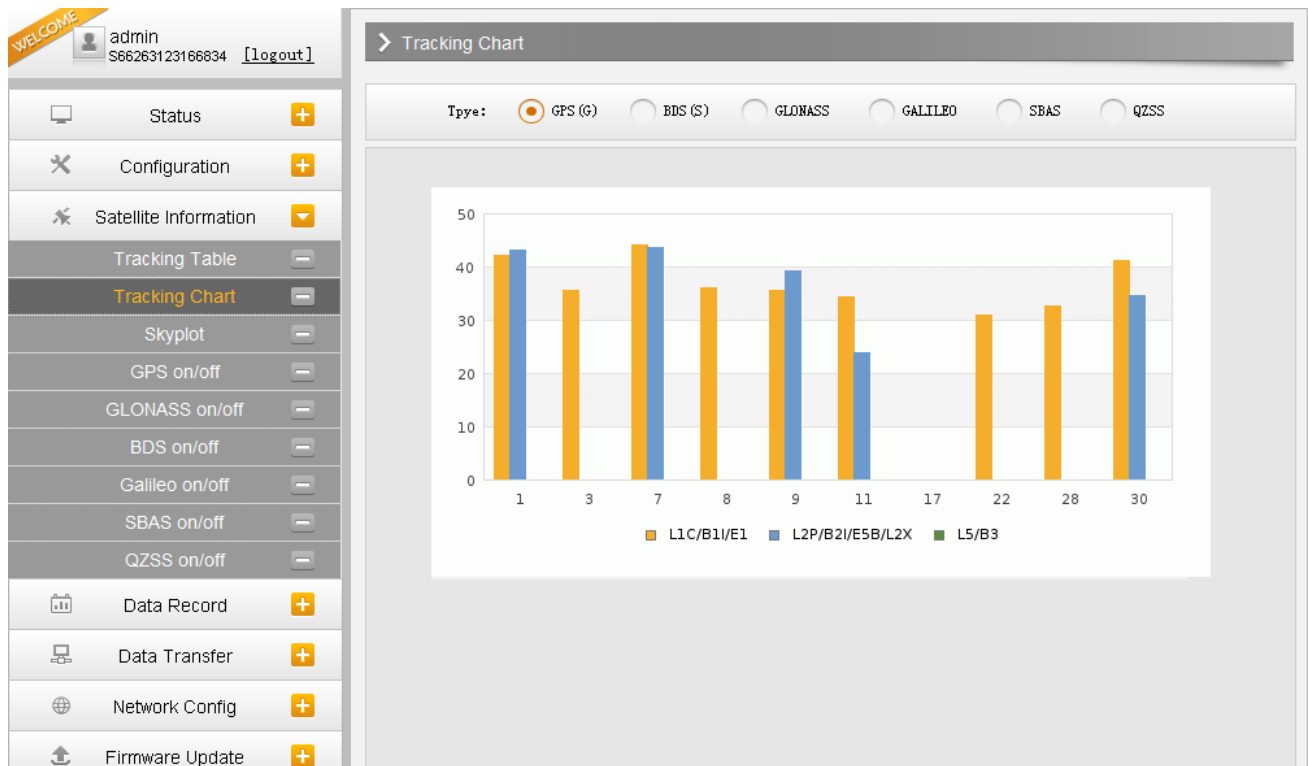 WELCOME
admin
S66263123166834 [logout]
Status
Configuration
Satellite Information
Tracking Table
Tracking Chart
Skyplot
GPS on/off
GLONASS on/off
BDS on/off
Galileo on/off
SBAS on/off
QZSS on/off
Data Record
Data Transfer
Network Config
Firmware Update
Tracking Chart
Tpye: GPS(G) BDS(S) GLONASS GALILEO SBAS QZSS
50
40
30
20
10
0
1 3 7 8 9 11 17 22 28 30
L1C/B1I/E1 L2P/B2I/E5B/L2X L5/B3